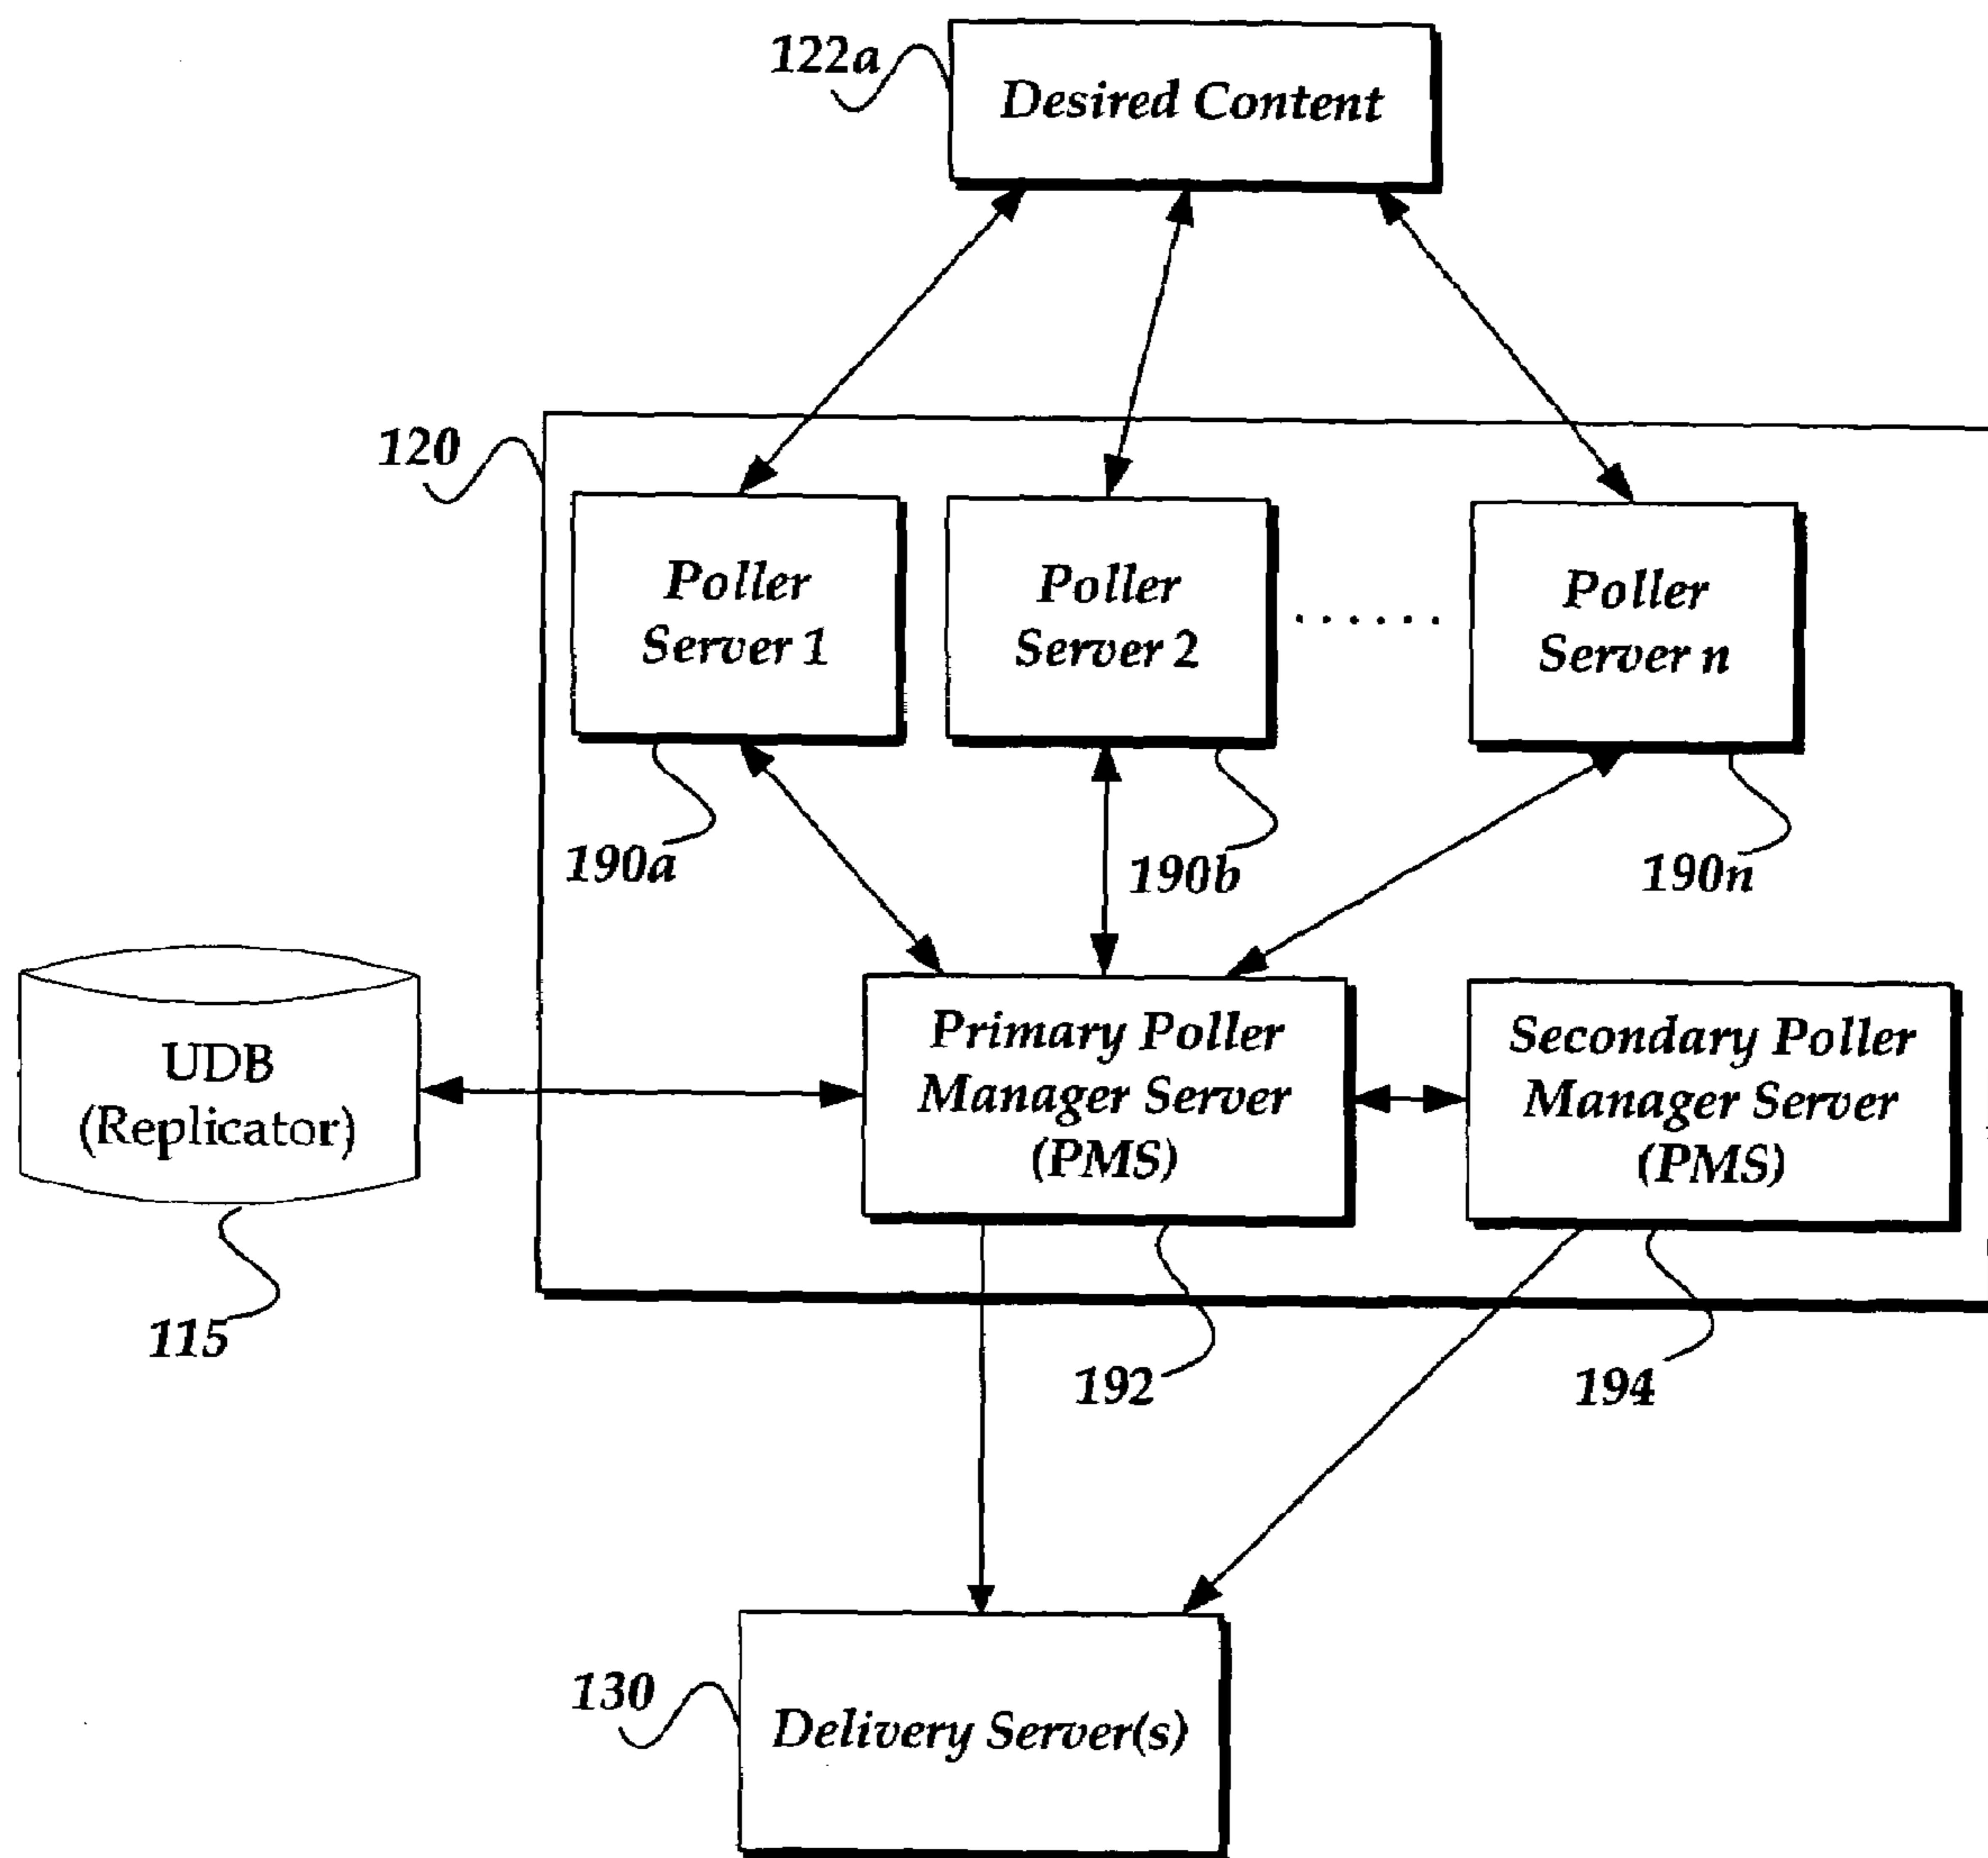 122a
Desired Content
120
Poller
Server 1
Poller
Server 2
......
Poller
Server n
190a
190b
190n
UDB
(Replicator)
Primary Poller
Manager Server
(PMS)
Secondary Poller
Manager Server
(PMS)
115
192
194
130
Delivery Server(s)